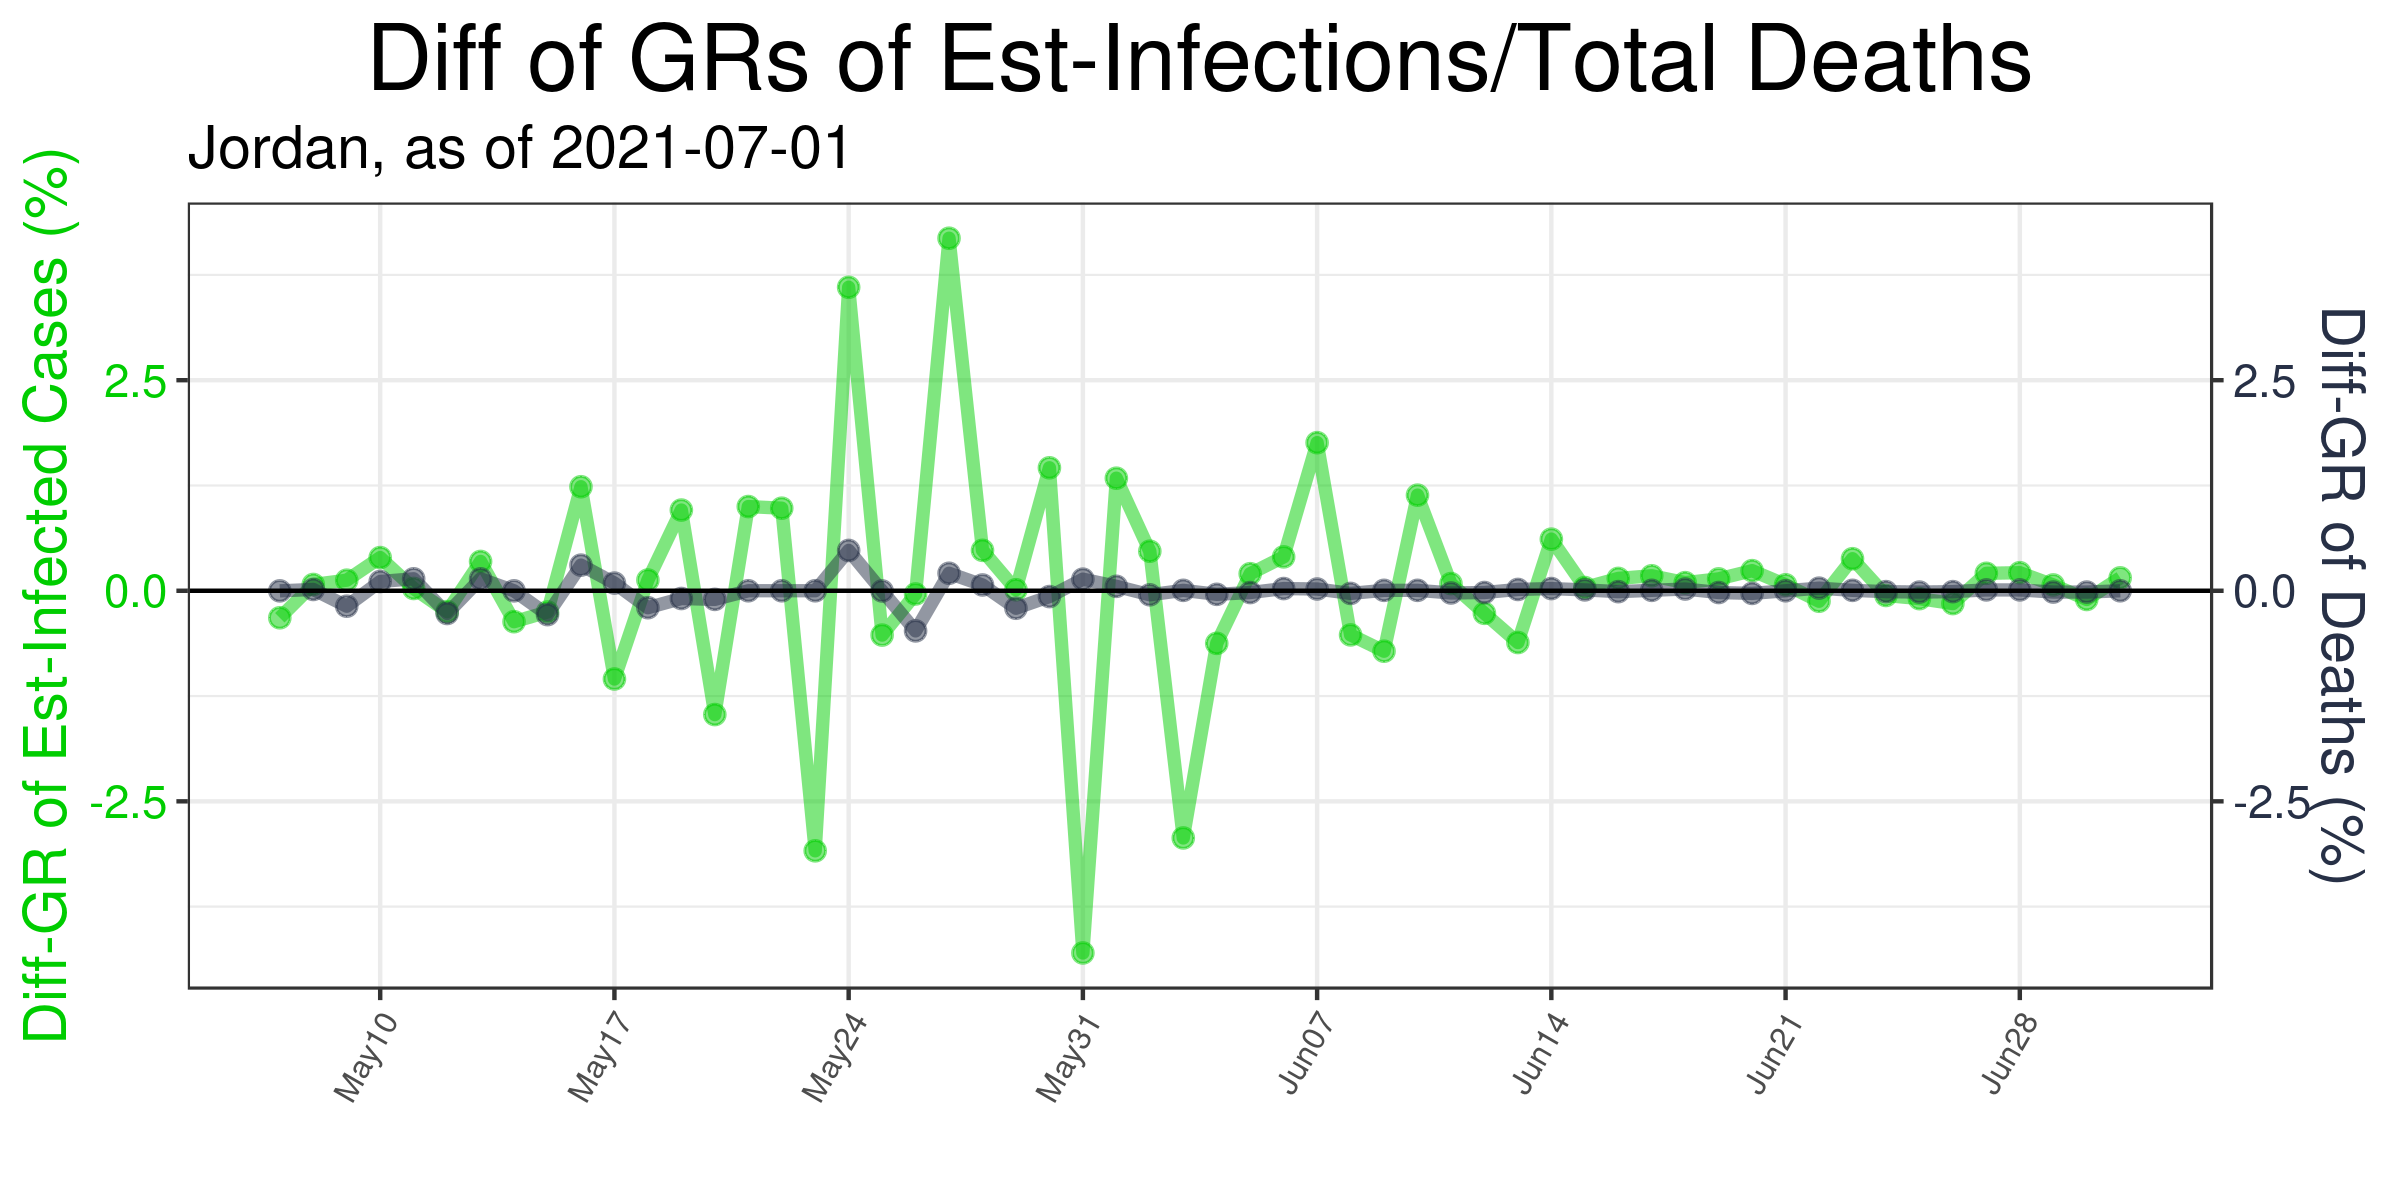 Diff of GRs of Est-Infections/Total Deaths
Jordan, as of 2021-07-01
Diff-GR of Est-Infected Cases (%)
2.5
0.0
-2.5
2.5
0.0
-2.5
Diff-GR of Deaths (%)
May10
May17
May24
May31
Jun07
Jun14
Jun21
Jun28